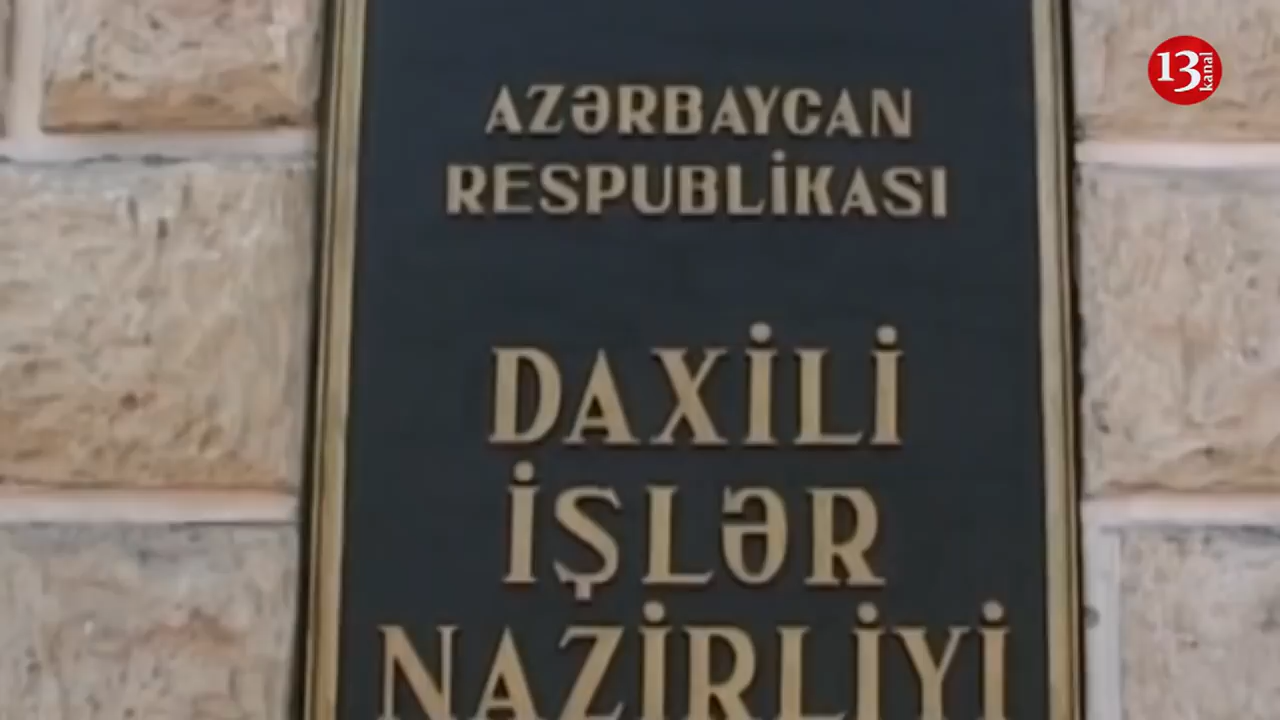 AZƏRBAYCAN
RESPUBLİKASI
DAXİLİ
İŞLƏR
NAZİRLİYİ
13 kanal